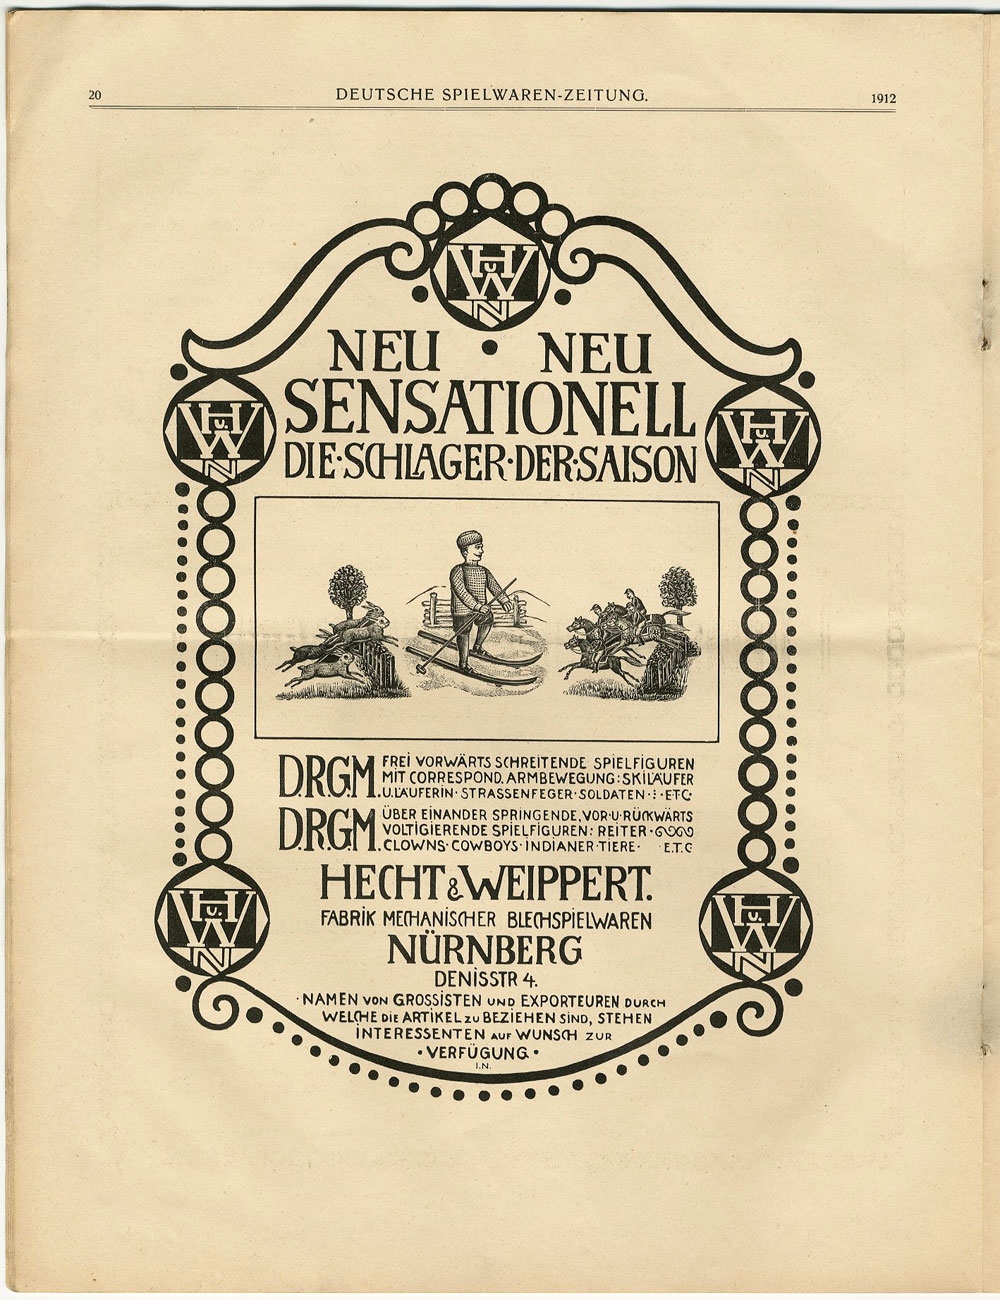 20
DEUTSCHE SPIELWAREN-ZEITUNG.
1912
H u. W N
NEU • NEU
H u. W N
SENSATIONELL
H u. W N
DIE·SCHLAGER·DER·SAISON
D.R.G.M. FREI VORWÄRTS SCHREITENDE SPIELFIGUREN
MIT CORRESPOND. ARMBEWEGUNG: SKILÄUFER
U. LÄUFERIN· STRASSENFEGER· SOLDATEN ·:· ETC·
D.R.G.M. ÜBER EINANDER SPRINGENDE, VOR·U·RÜCKWÄRTS
VOLTIGIERENDE SPIELFIGUREN: REITER·
CLOWNS· COWBOYS· INDIANER· TIERE· E.T.C
HECHT & WEIPPERT.
H u. W N
FABRIK MECHANISCHER BLECHSPIELWAREN
H u. W N
NÜRNBERG
DENISSTR 4.
·NAMEN VON GROSSISTEN UND EXPORTEUREN DURCH
WELCHE DIE ARTIKEL ZU BEZIEHEN SIND, STEHEN
INTERESSENTEN AUF WUNSCH ZUR
·VERFÜGUNG·
I.N.